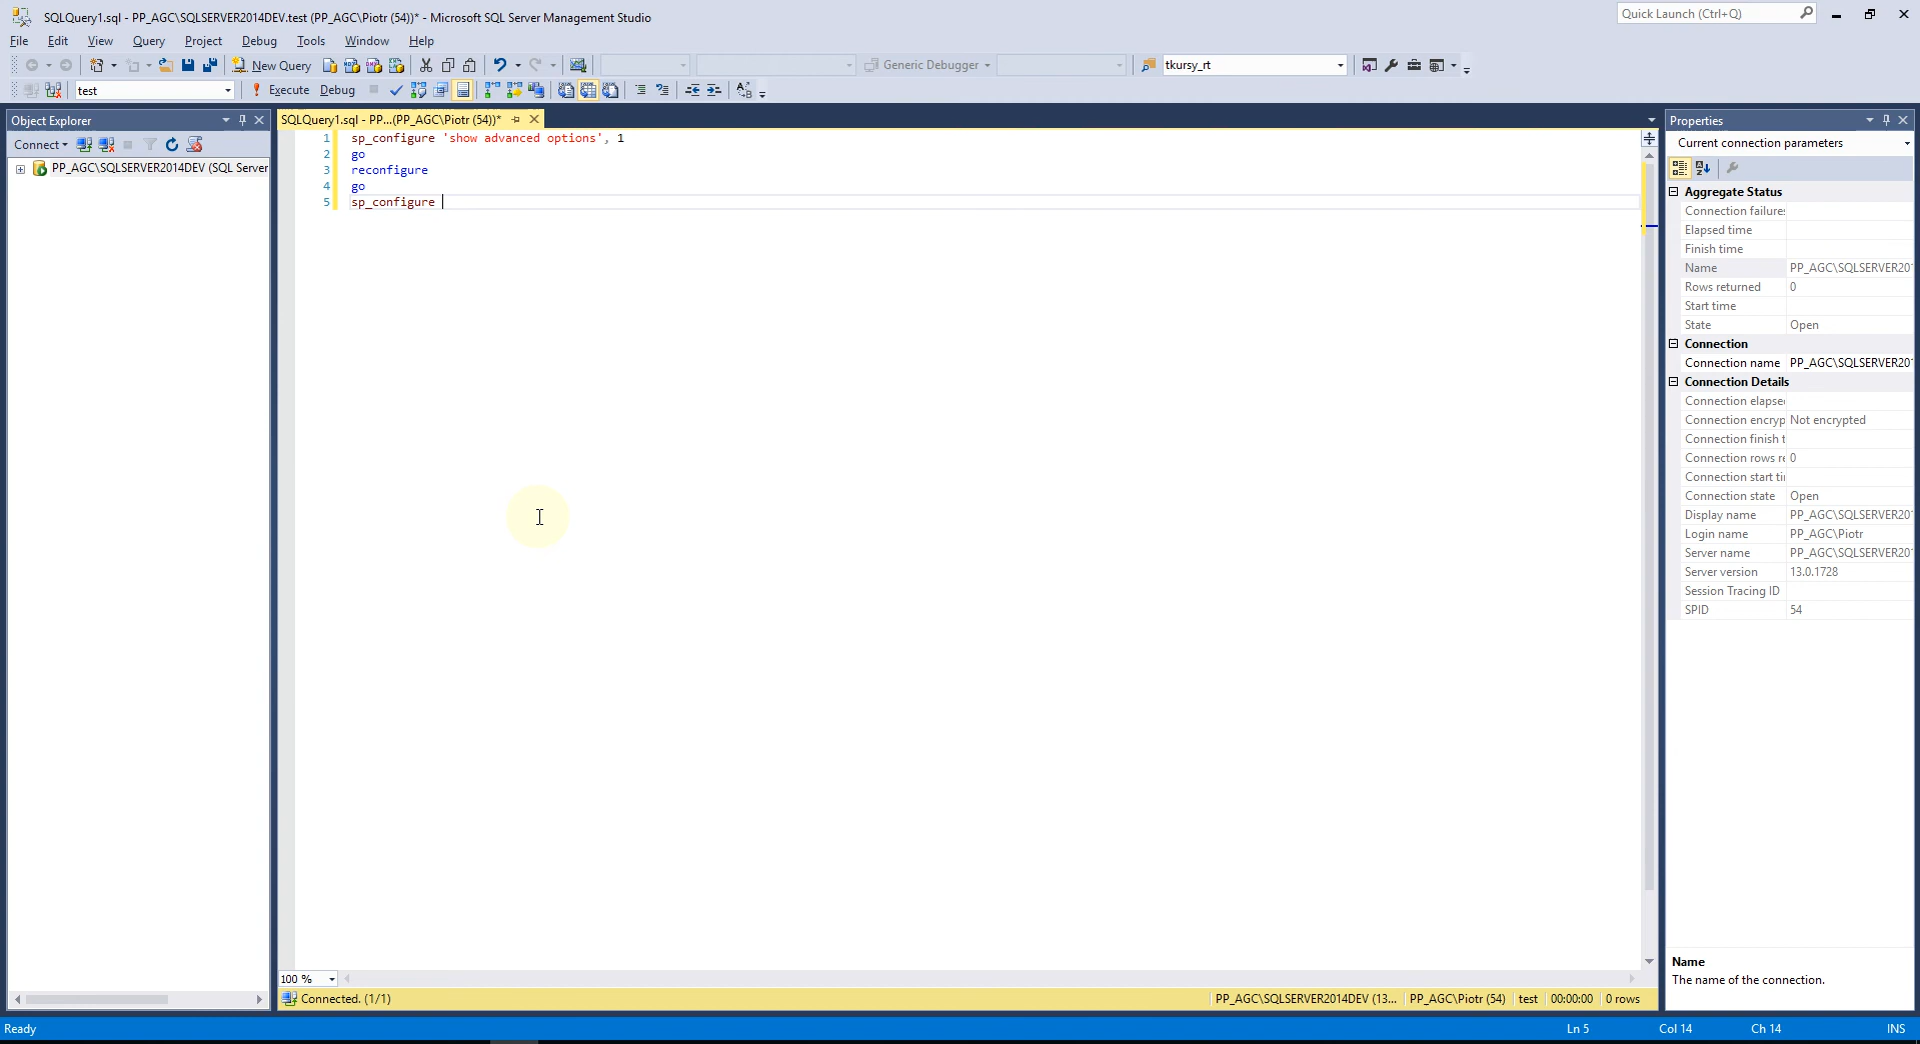 SQLQuery1.sql - PP_AGC\SQLSERVER2014DEV.test (PP_AGC\Piotr (54))* - Microsoft SQL Server Management Studio
Quick Launch (Ctrl+Q)
File Edit View Query Project Debug Tools Window Help
New Query
Generic Debugger
tkursy_rt
test
Execute
Debug
Object Explorer
Connect
PP_AGC\SQLSERVER2014DEV (SQL Server
SQLQuery1.sql - PP...(PP_AGC\Piotr (54))*
1 sp_configure 'show advanced options', 1
2 go
3 reconfigure
4 go
5 sp_configure
100 %
Connected. (1/1)
PP_AGC\SQLSERVER2014DEV (13... PP_AGC\Piotr (54) test 00:00:00 0 rows
Properties
Current connection parameters
Aggregate Status
Connection failures
Elapsed time
Finish time
Name PP_AGC\SQLSERVER20
Rows returned 0
Start time
State Open
Connection
Connection name PP_AGC\SQLSERVER20
Connection Details
Connection elapse
Connection encryp Not encrypted
Connection finish t
Connection rows re 0
Connection start ti
Connection state Open
Display name PP_AGC\SQLSERVER20
Login name PP_AGC\Piotr
Server name PP_AGC\SQLSERVER20
Server version 13.0.1728
Session Tracing ID
SPID 54
Name
The name of the connection.
Ready
Ln 5 Col 14 Ch 14 INS